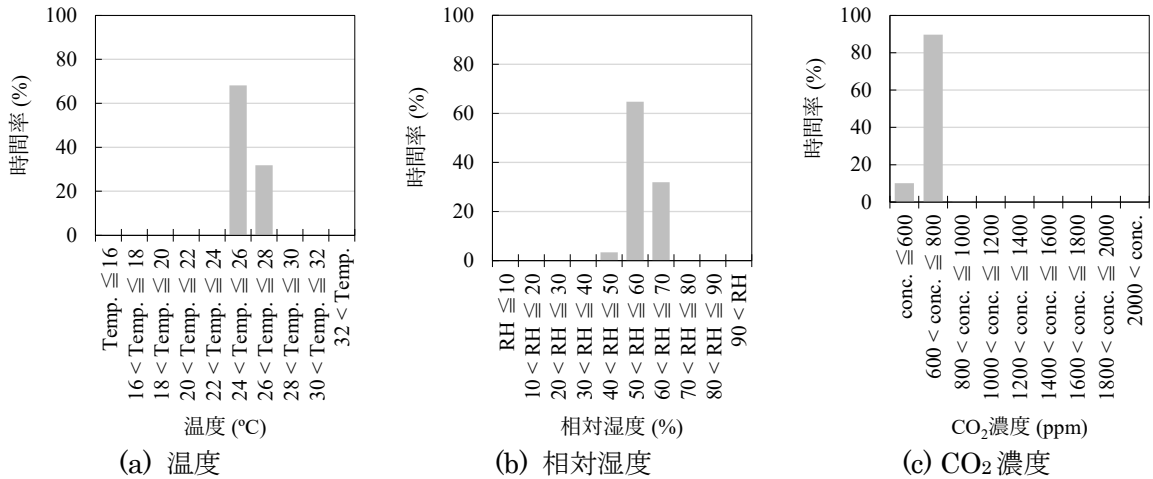 100
80
60
40
20
0
時間率 (%)
Temp. ≦ 16
16 < Temp. ≦ 18
18 < Temp. ≦ 20
20 < Temp. ≦ 22
22 < Temp. ≦ 24
24 < Temp. ≦ 26
26 < Temp. ≦ 28
28 < Temp. ≦ 30
30 < Temp. ≦ 32
32 < Temp.
温度 (ºC)
(a) 温度
100
80
60
40
20
0
時間率 (%)
RH ≦ 10
10 < RH ≦ 20
20 < RH ≦ 30
30 < RH ≦ 40
40 < RH ≦ 50
50 < RH ≦ 60
60 < RH ≦ 70
70 < RH ≦ 80
80 < RH ≦ 90
90 < RH
相対湿度 (%)
(b) 相対湿度
100
80
60
40
20
0
時間率 (%)
conc. ≦600
600 < conc. ≦ 800
800 < conc. ≦ 1000
1000 < conc. ≦ 1200
1200 < conc. ≦ 1400
1400 < conc. ≦ 1600
1600 < conc. ≦ 1800
1800 < conc. ≦ 2000
2000 < conc.
CO₂濃度 (ppm)
(c) CO₂ 濃度